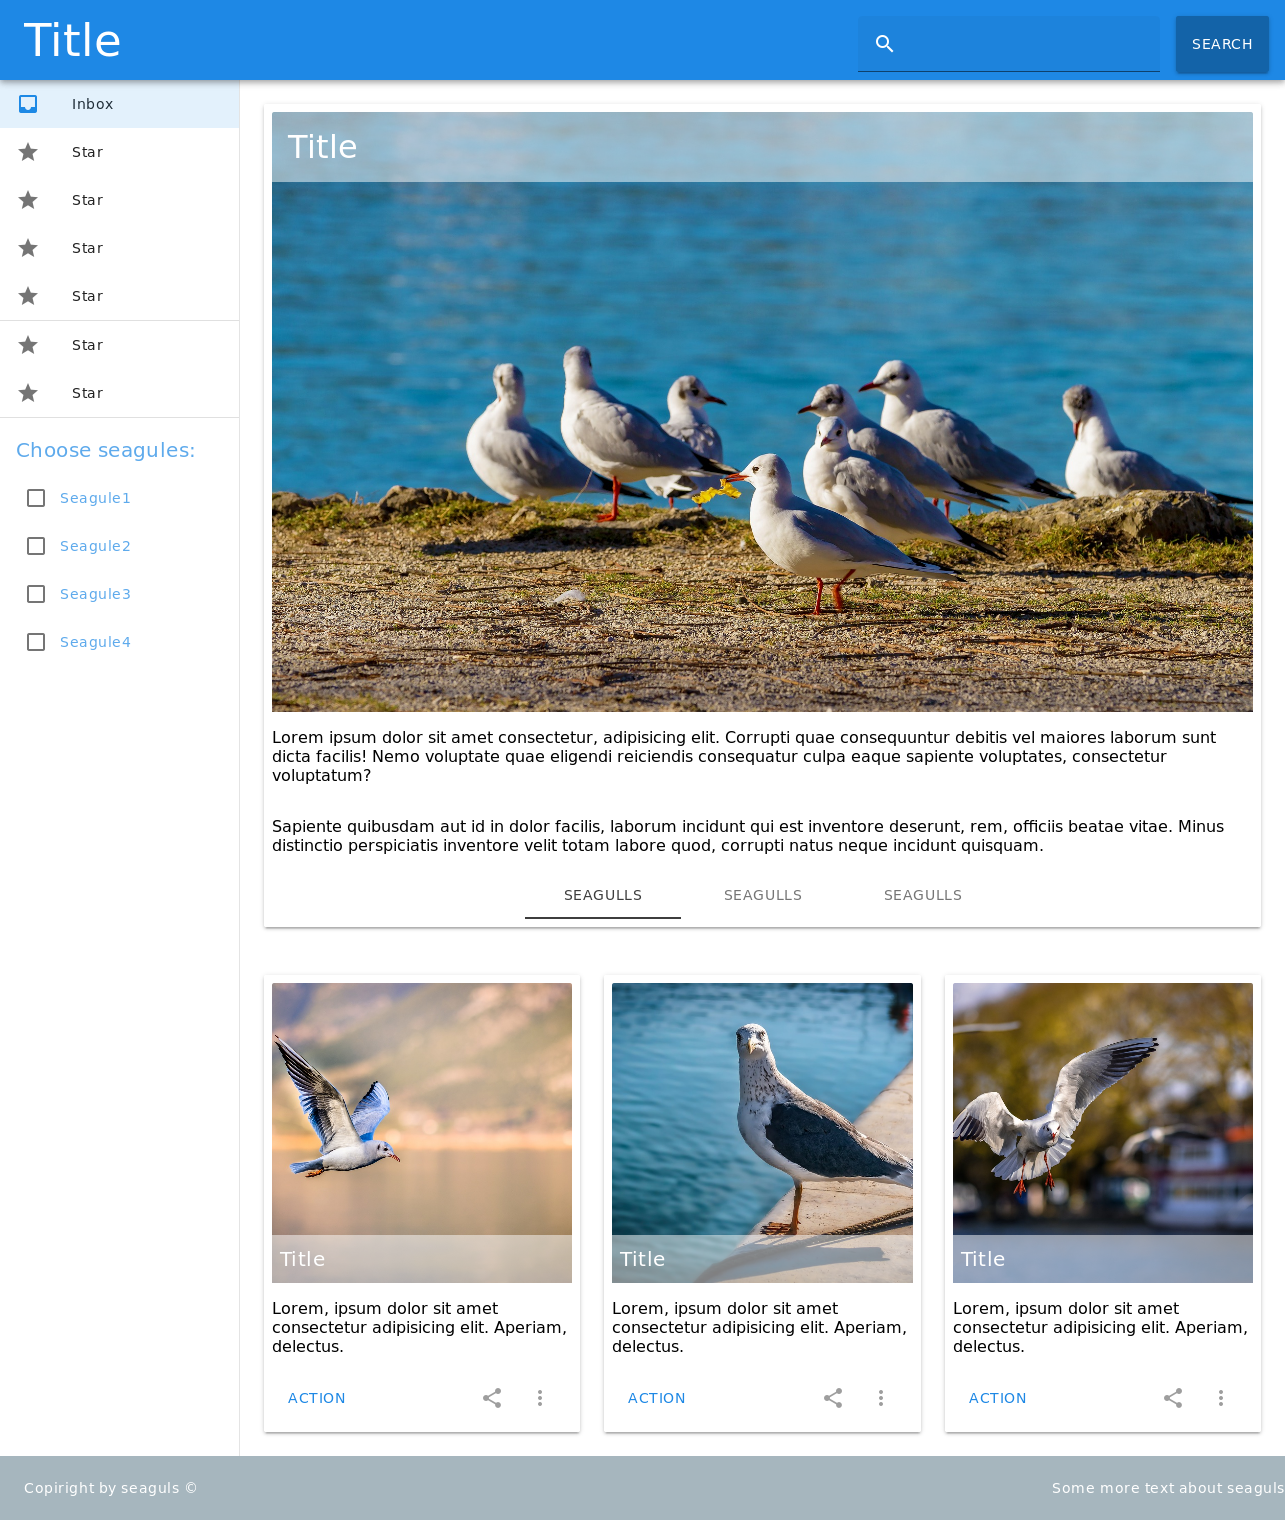 Title
SEARCH
Inbox
Star
Star
Star
Star
Star
Star
Choose seagules:
Seagule1
Seagule2
Seagule3
Seagule4
Title
Lorem ipsum dolor sit amet consectetur, adipisicing elit. Corrupti quae consequuntur debitis vel maiores laborum sunt
dicta facilis! Nemo voluptate quae eligendi reiciendis consequatur culpa eaque sapiente voluptates, consectetur
voluptatum?
Sapiente quibusdam aut id in dolor facilis, laborum incidunt qui est inventore deserunt, rem, officiis beatae vitae. Minus
distinctio perspiciatis inventore velit totam labore quod, corrupti natus neque incidunt quisquam.
SEAGULLS SEAGULLS SEAGULLS
Title
Lorem, ipsum dolor sit amet
consectetur adipisicing elit. Aperiam,
delectus.
ACTION
Title
Lorem, ipsum dolor sit amet
consectetur adipisicing elit. Aperiam,
delectus.
ACTION
Title
Lorem, ipsum dolor sit amet
consectetur adipisicing elit. Aperiam,
delectus.
ACTION
Copiright by seaguls ©
Some more text about seaguls